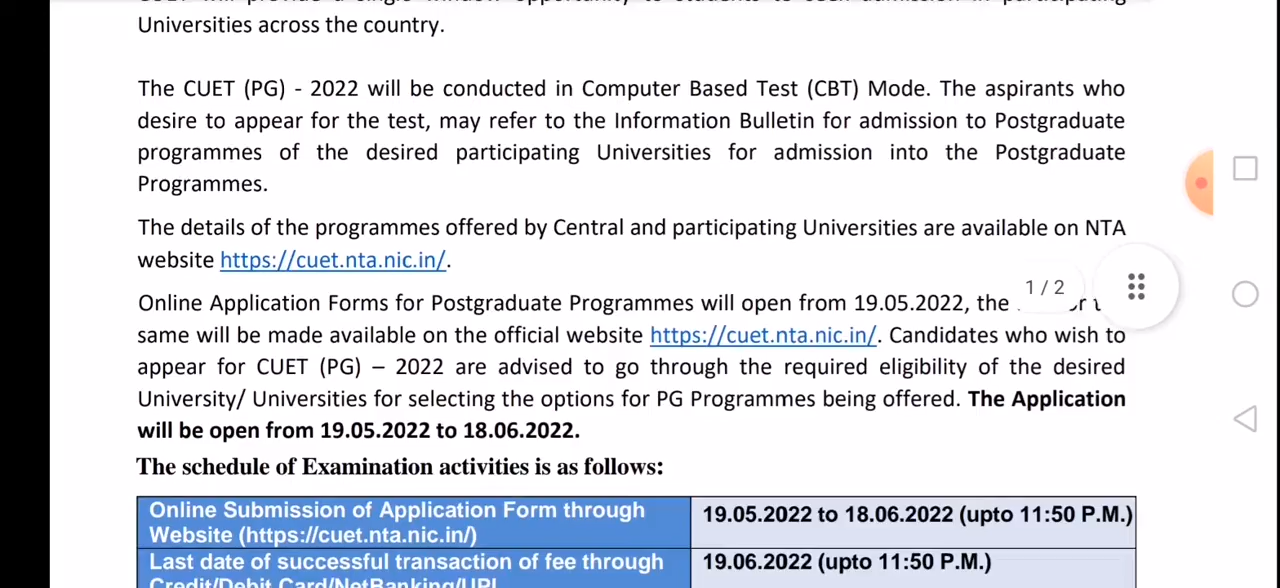 Universities across the country.
The CUET (PG) - 2022 will be conducted in Computer Based Test (CBT) Mode. The aspirants who
desire to appear for the test, may refer to the Information Bulletin for admission to Postgraduate
programmes of the desired participating Universities for admission into the Postgraduate
Programmes.
The details of the programmes offered by Central and participating Universities are available on NTA
website https://cuet.nta.nic.in/.
Online Application Forms for Postgraduate Programmes will open from 19.05.2022, the
1 / 2
same will be made available on the official website https://cuet.nta.nic.in/. Candidates who wish to
appear for CUET (PG) – 2022 are advised to go through the required eligibility of the desired
University/ Universities for selecting the options for PG Programmes being offered. The Application
will be open from 19.05.2022 to 18.06.2022.
The schedule of Examination activities is as follows:
Online Submission of Application Form through
Website (https://cuet.nta.nic.in/)
19.05.2022 to 18.06.2022 (upto 11:50 P.M.)
Last date of successful transaction of fee through
Credit/Debit Card/NetBanking/UPI
19.06.2022 (upto 11:50 P.M.)